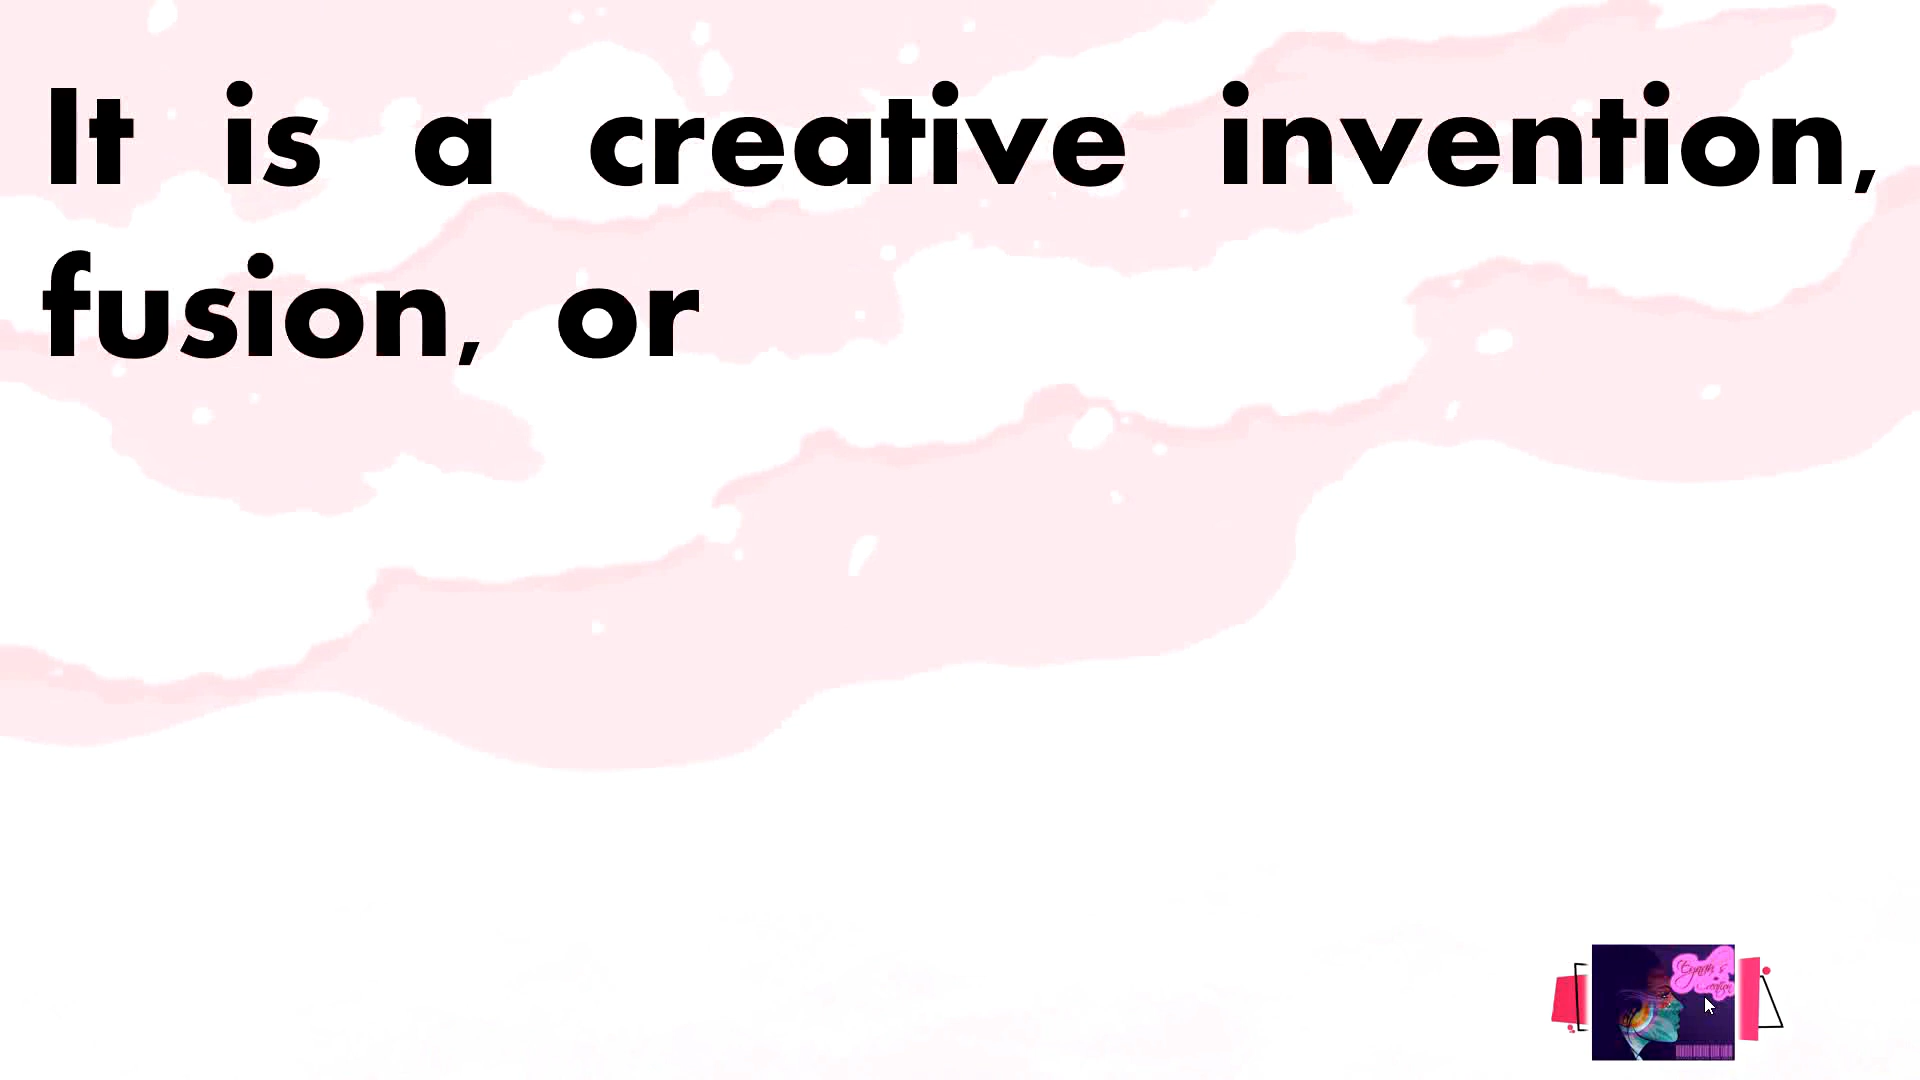 It is a creative invention,
fusion, or